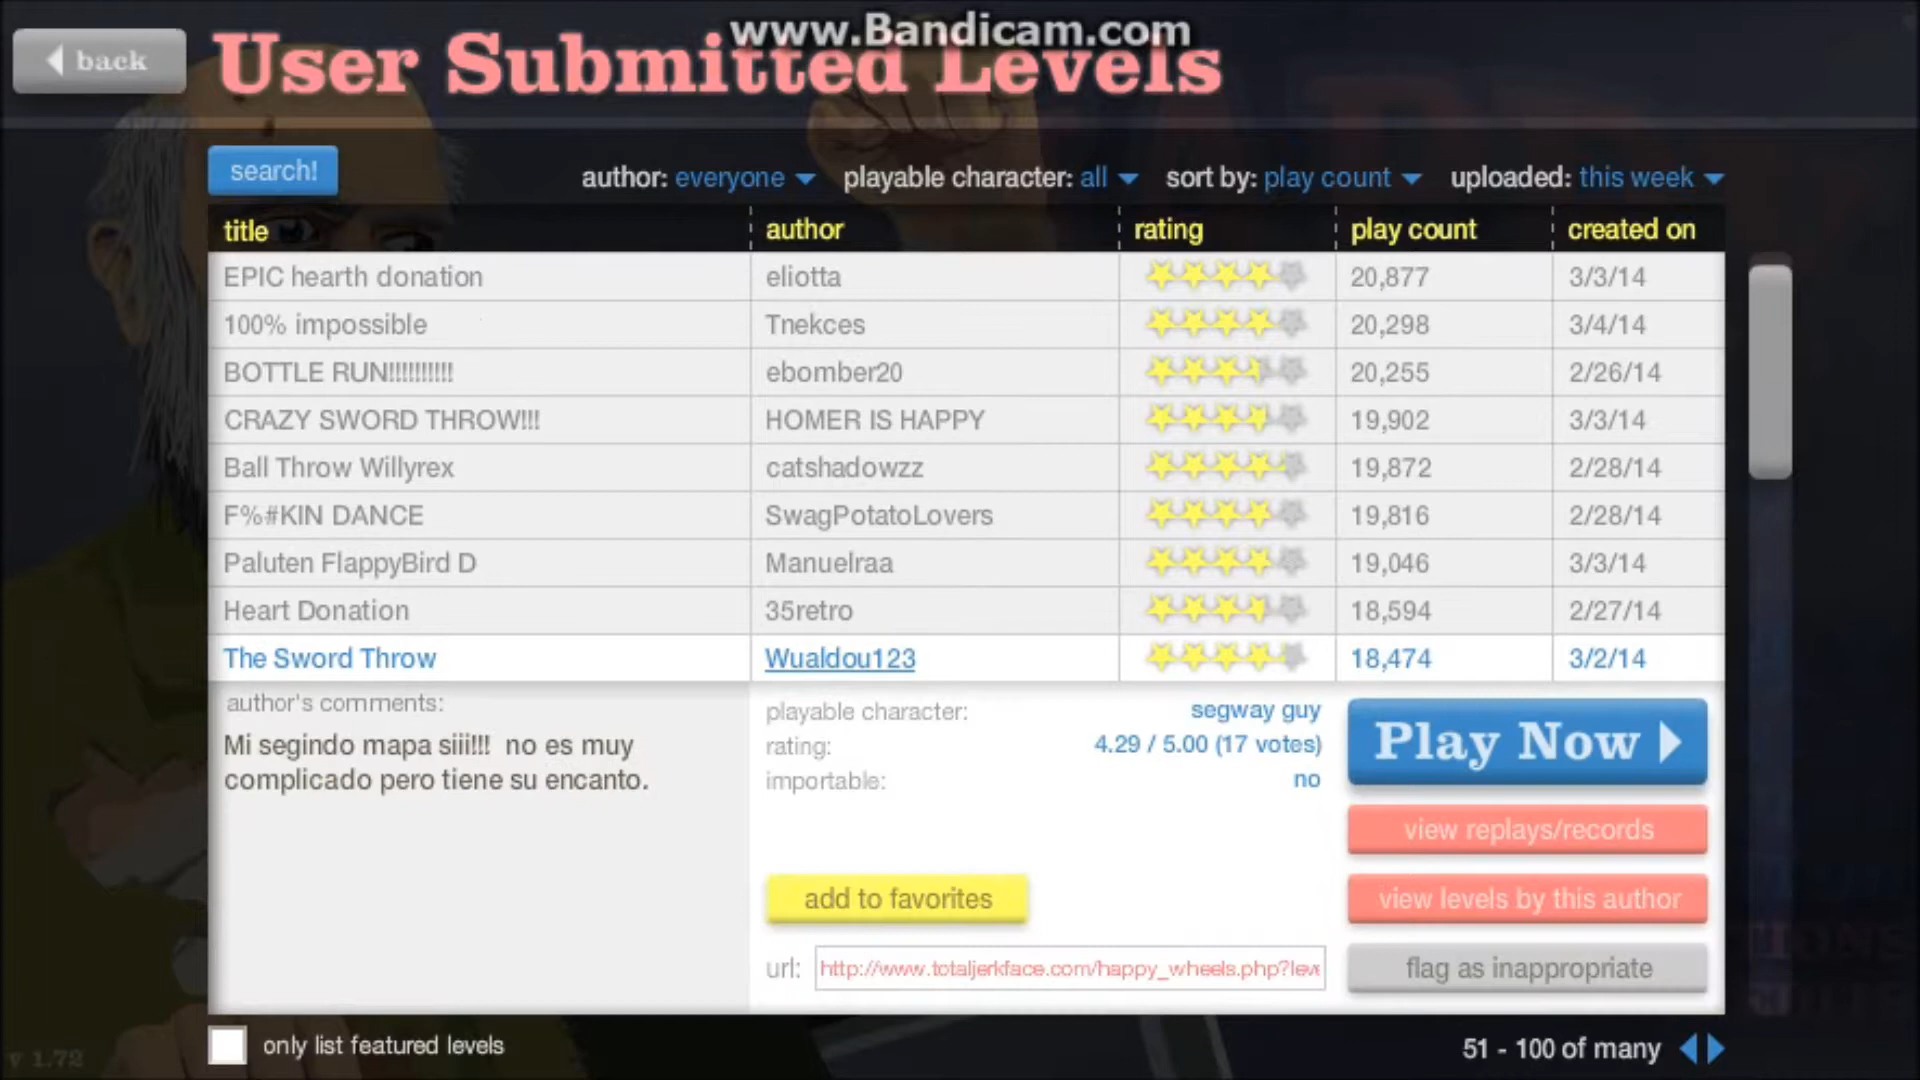 www.Bandicam.com
back
User Submitted Levels
search!
author: everyone
playable character: all
sort by: play count
uploaded: this week
title author rating play count created on
EPIC hearth donation eliotta 20,877 3/3/14
100% impossible Tnekces 20,298 3/4/14
BOTTLE RUN!!!!!!!!!! ebomber20 20,255 2/26/14
CRAZY SWORD THROW!!! HOMER IS HAPPY 19,902 3/3/14
Ball Throw Willyrex catshadowzz 19,872 2/28/14
F%#KIN DANCE SwagPotatoLovers 19,816 2/28/14
Paluten FlappyBird D Manuelraa 19,046 3/3/14
Heart Donation 35retro 18,594 2/27/14
The Sword Throw Wualdou123 18,474 3/2/14
author's comments:
Mi segindo mapa siii!!! no es muy
complicado pero tiene su encanto.
playable character: segway guy
rating: 4.29 / 5.00 (17 votes)
importable: no
add to favorites
url: http://www.totaljerkface.com/happy_wheels.php?lev
Play Now
view replays/records
view levels by this author
flag as inappropriate
v 1.72
only list featured levels
51 - 100 of many